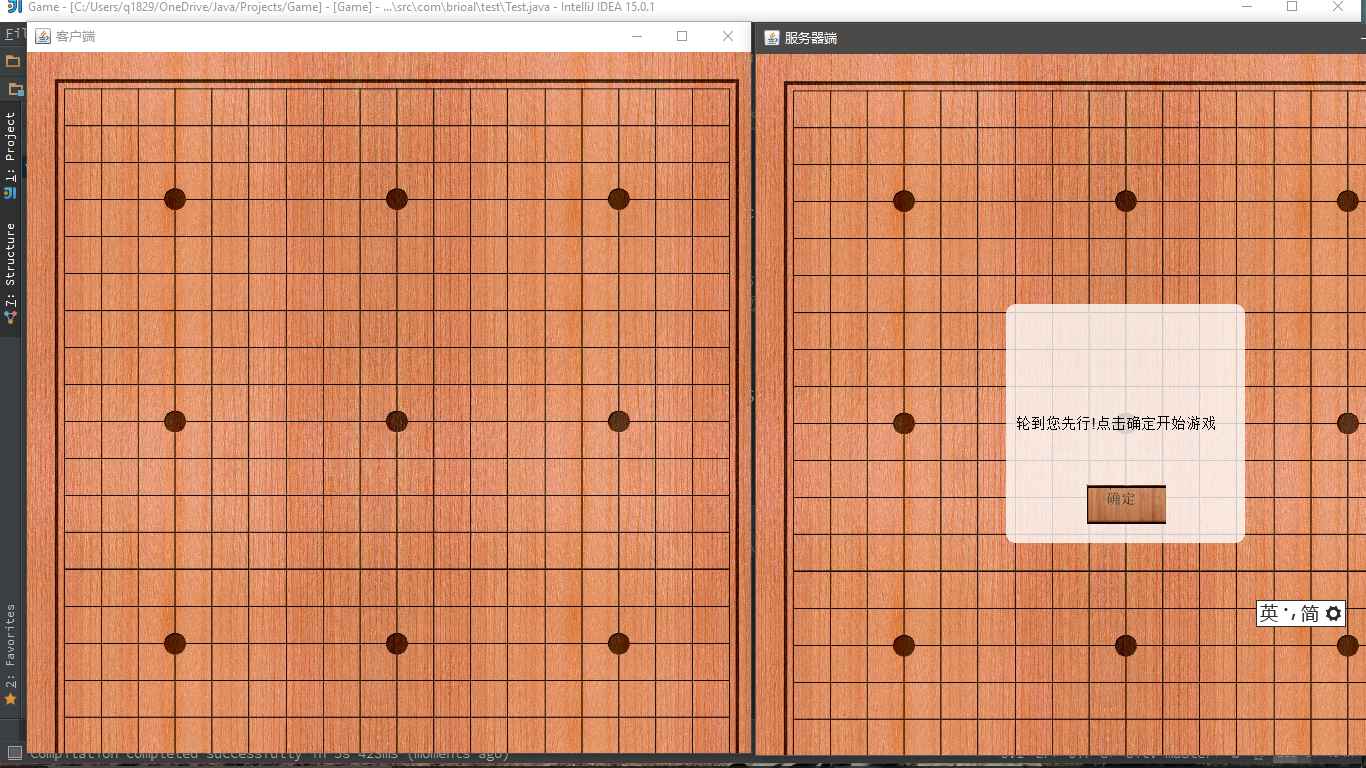 Game - [C:/Users/q1829/OneDrive/Java/Projects/Game] - [Game] - ...\src\com\brioal\test\Test.java - IntelliJ IDEA 15.0.1
Fil
客户端
服务器端
1: Project
7: Structure
轮到您先行!点击确定开始游戏
确定
英 简
2: Favorites
Compilation completed successfully in 5s 423ms (moments ago)